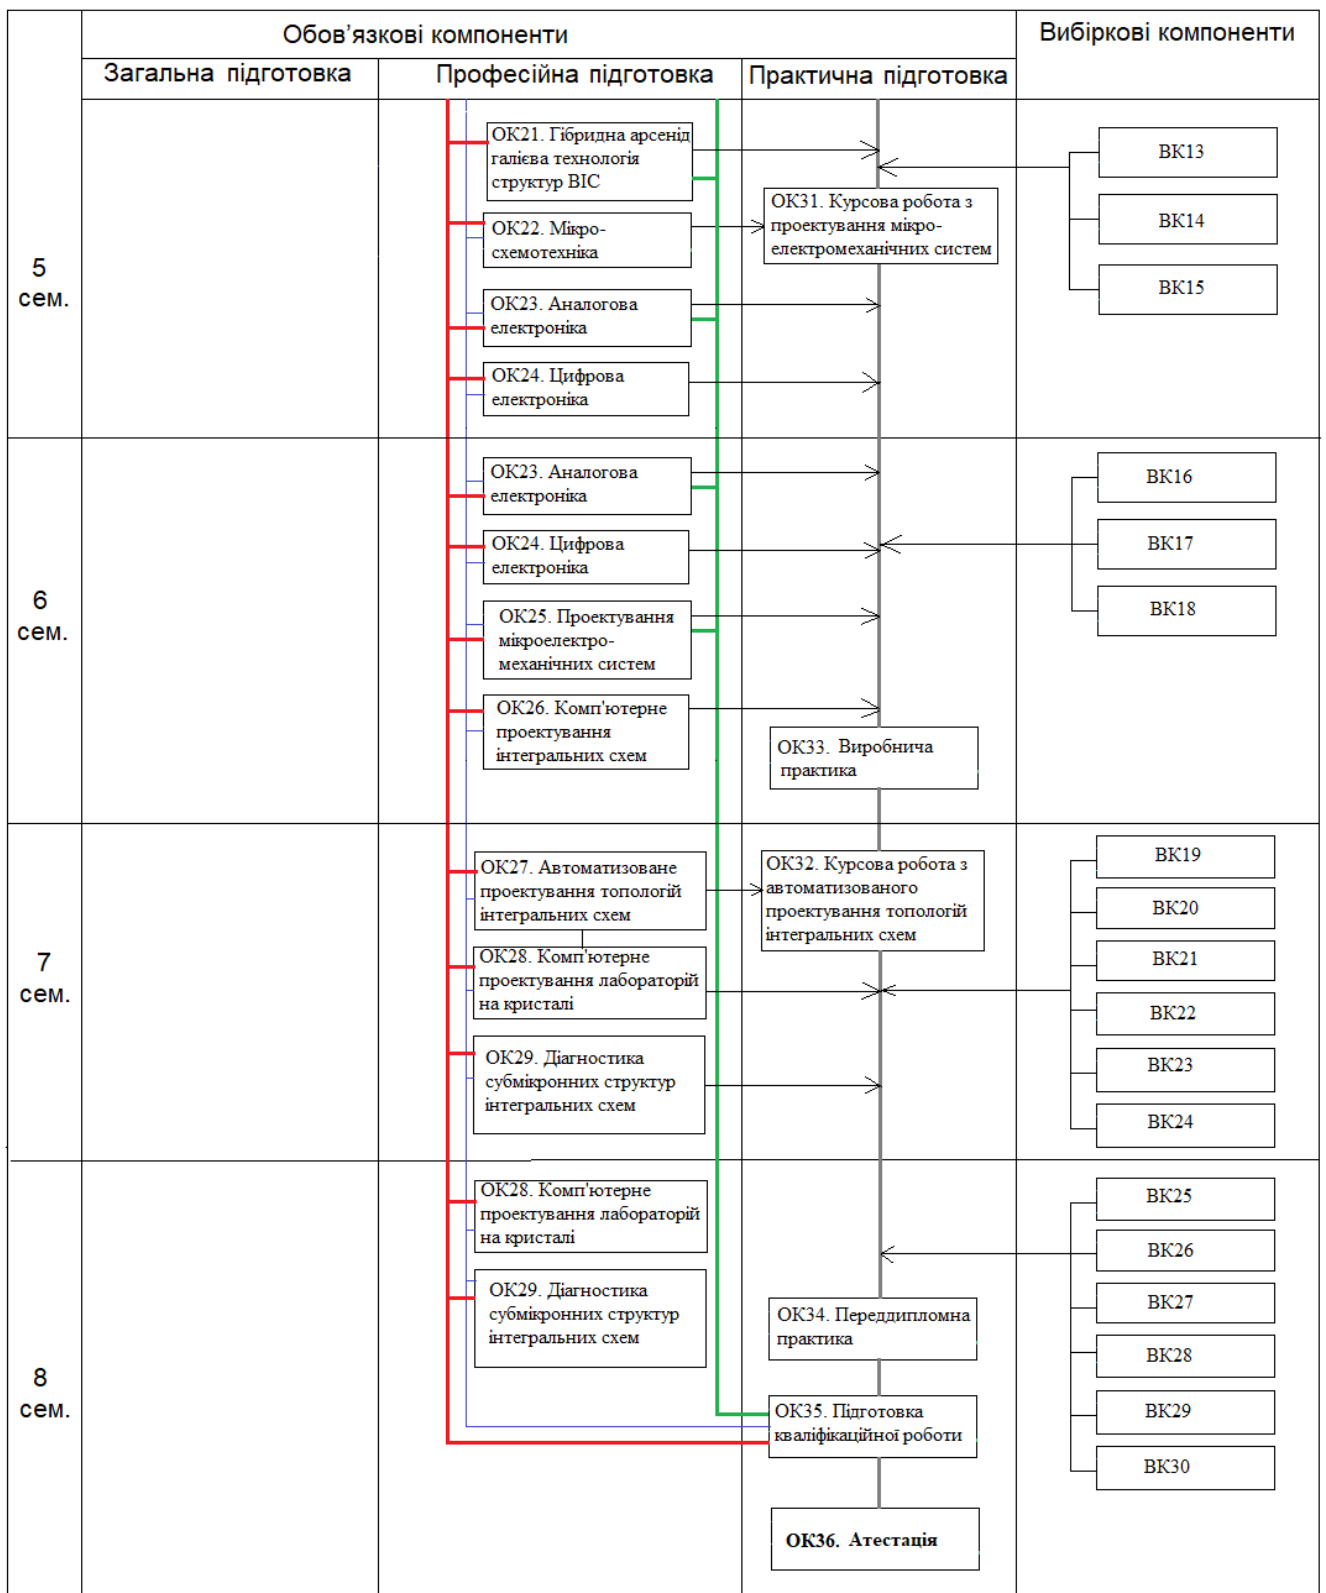 Обов’язкові компоненти
Вибіркові компоненти
Загальна підготовка
Професійна підготовка
Практична підготовка
5
сем.
ОК21. Гібридна арсенід
галієва технологія
структур ВІС
ОК22. Мікро-
схемотехніка
ОК23. Аналогова
електроніка
ОК24. Цифрова
електроніка
ОК31. Курсова робота з
проектування мікро-
електромеханічних систем
ВК13
ВК14
ВК15
6
сем.
ОК23. Аналогова
електроніка
ОК24. Цифрова
електроніка
ОК25. Проектування
мікроелектро-
механічних систем
ОК26. Комп'ютерне
проектування
інтегральних схем
ОК33. Виробнича
практика
ВК16
ВК17
ВК18
7
сем.
ОК27. Автоматизоване
проектування топологій
інтегральних схем
ОК28. Комп'ютерне
проектування лабораторій
на кристалі
ОК29. Діагностика
субмікронних структур
інтегральних схем
ОК32. Курсова робота з
автоматизованого
проектування топологій
інтегральних схем
ВК19
ВК20
ВК21
ВК22
ВК23
ВК24
8
сем.
ОК28. Комп'ютерне
проектування лабораторій
на кристалі
ОК29. Діагностика
субмікронних структур
інтегральних схем
ОК34. Переддипломна
практика
ОК35. Підготовка
кваліфікаційної роботи
ОК36. Атестація
ВК25
ВК26
ВК27
ВК28
ВК29
ВК30